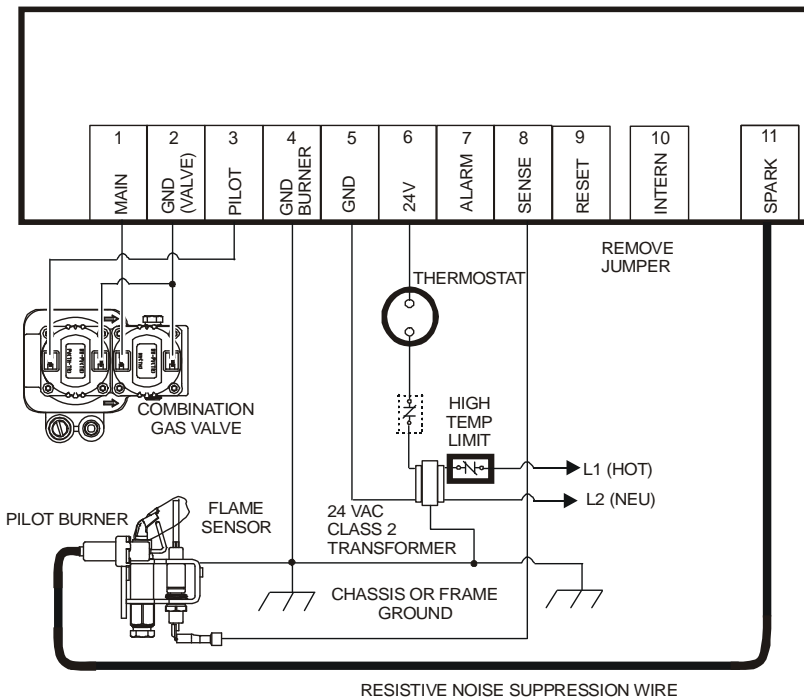 1
2
3
4
5
6
7
8
9
10
11
MAIN
GND
(VALVE)
PILOT
GND
BURNER
GND
24V
ALARM
SENSE
RESET
INTERN
SPARK
REMOVE
JUMPER
THERMOSTAT
COMBINATION
GAS VALVE
HIGH
TEMP
LIMIT
L1 (HOT)
L2 (NEU)
PILOT BURNER
FLAME
SENSOR
24 VAC
CLASS 2
TRANSFORMER
CHASSIS OR FRAME
GROUND
RESISTIVE NOISE SUPPRESSION WIRE